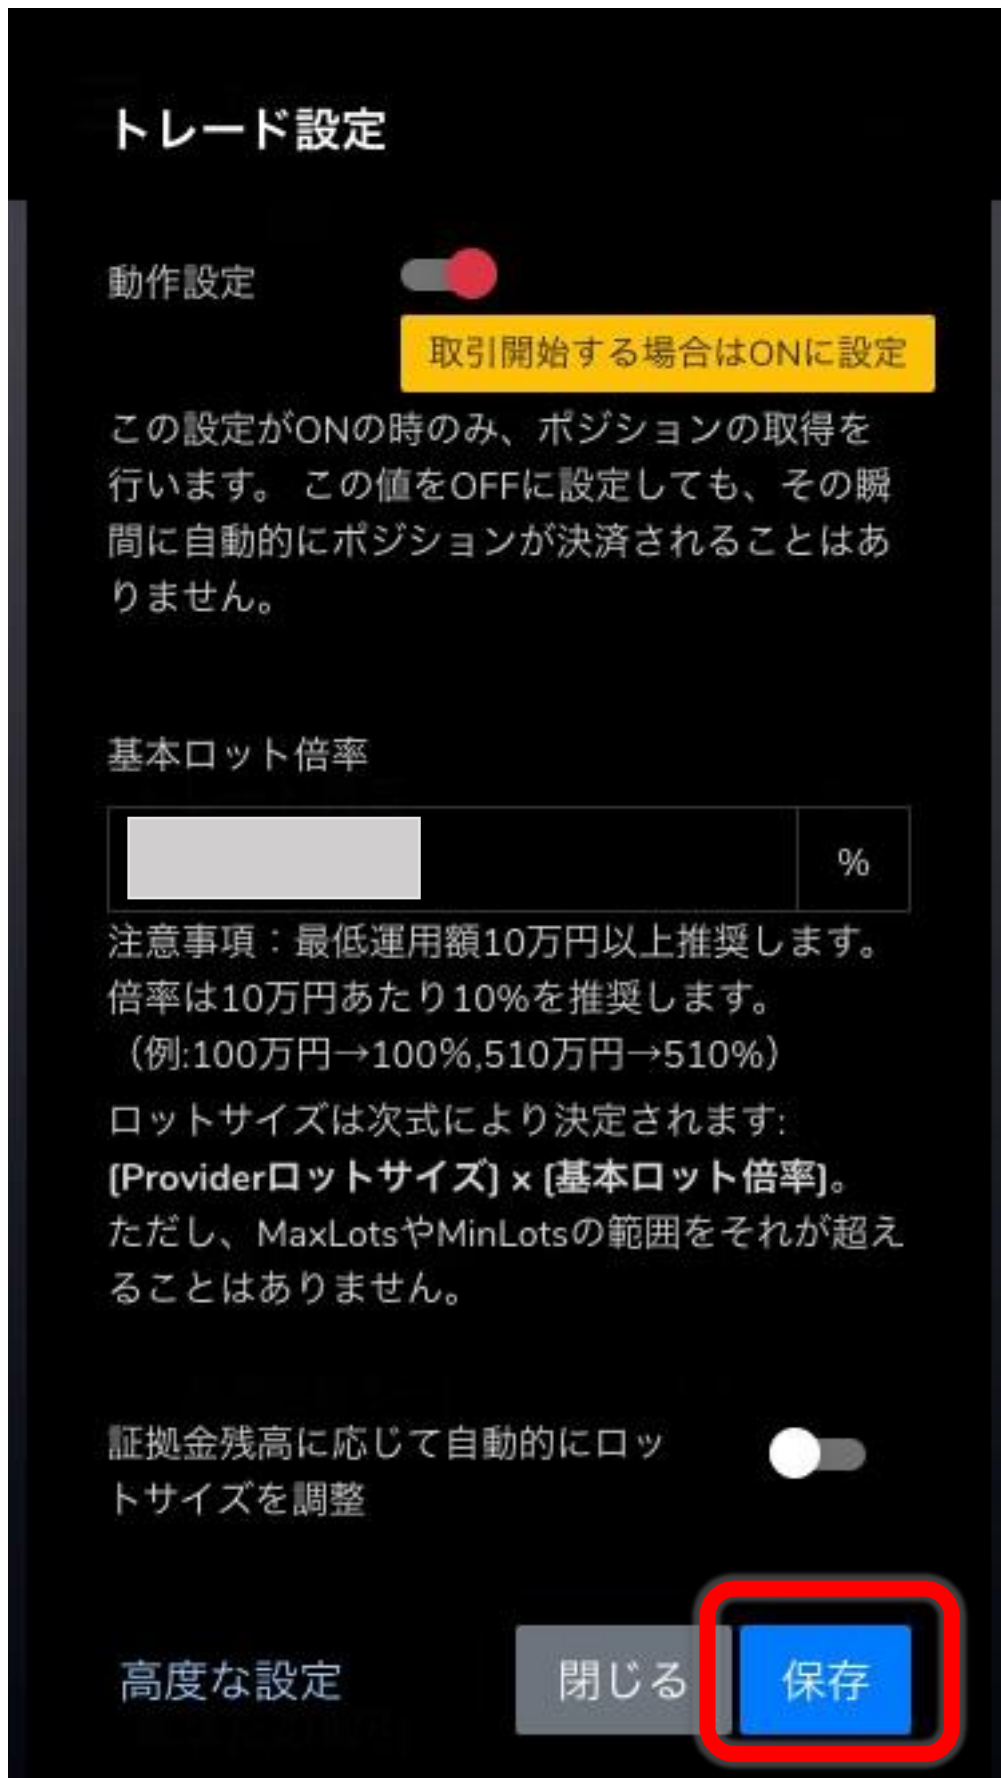 トレード設定
動作設定
取引開始する場合はONに設定
この設定がONの時のみ、ポジションの取得を
行います。 この値をOFFに設定しても、その瞬
間に自動的にポジションが決済されることはあ
りません。
基本ロット倍率
%
注意事項：最低運用額10万円以上推奨します。
倍率は10万円あたり10%を推奨します。
（例:100万円→100%,510万円→510%）
ロットサイズは次式により決定されます:
[Providerロットサイズ] x [基本ロット倍率]。
ただし、MaxLotsやMinLotsの範囲をそれが超え
ることはありません。
証拠金残高に応じて自動的にロッ
トサイズを調整
高度な設定
閉じる
保存